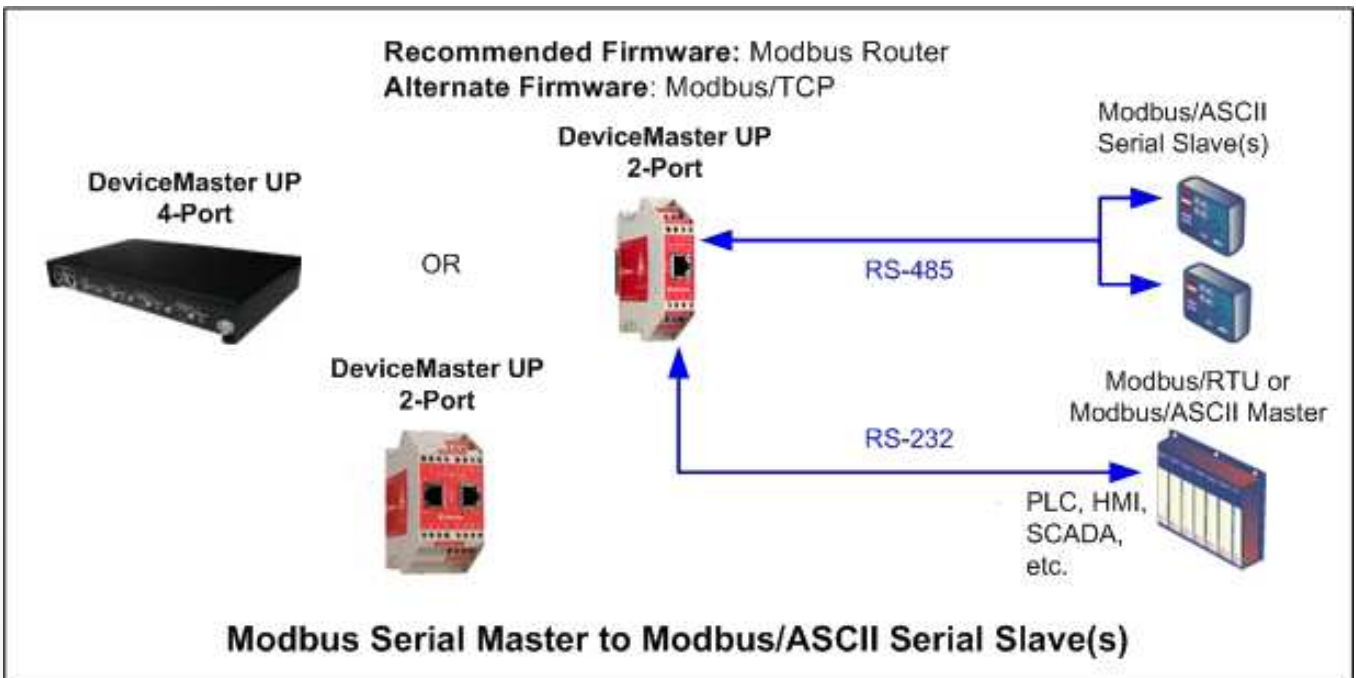 Recommended Firmware: Modbus Router
Alternate Firmware: Modbus/TCP
DeviceMaster UP
4-Port
OR
DeviceMaster UP
2-Port
DeviceMaster UP
2-Port
RS-485
Modbus/ASCII
Serial Slave(s)
RS-232
Modbus/RTU or
Modbus/ASCII Master
PLC, HMI,
SCADA,
etc.
Modbus Serial Master to Modbus/ASCII Serial Slave(s)